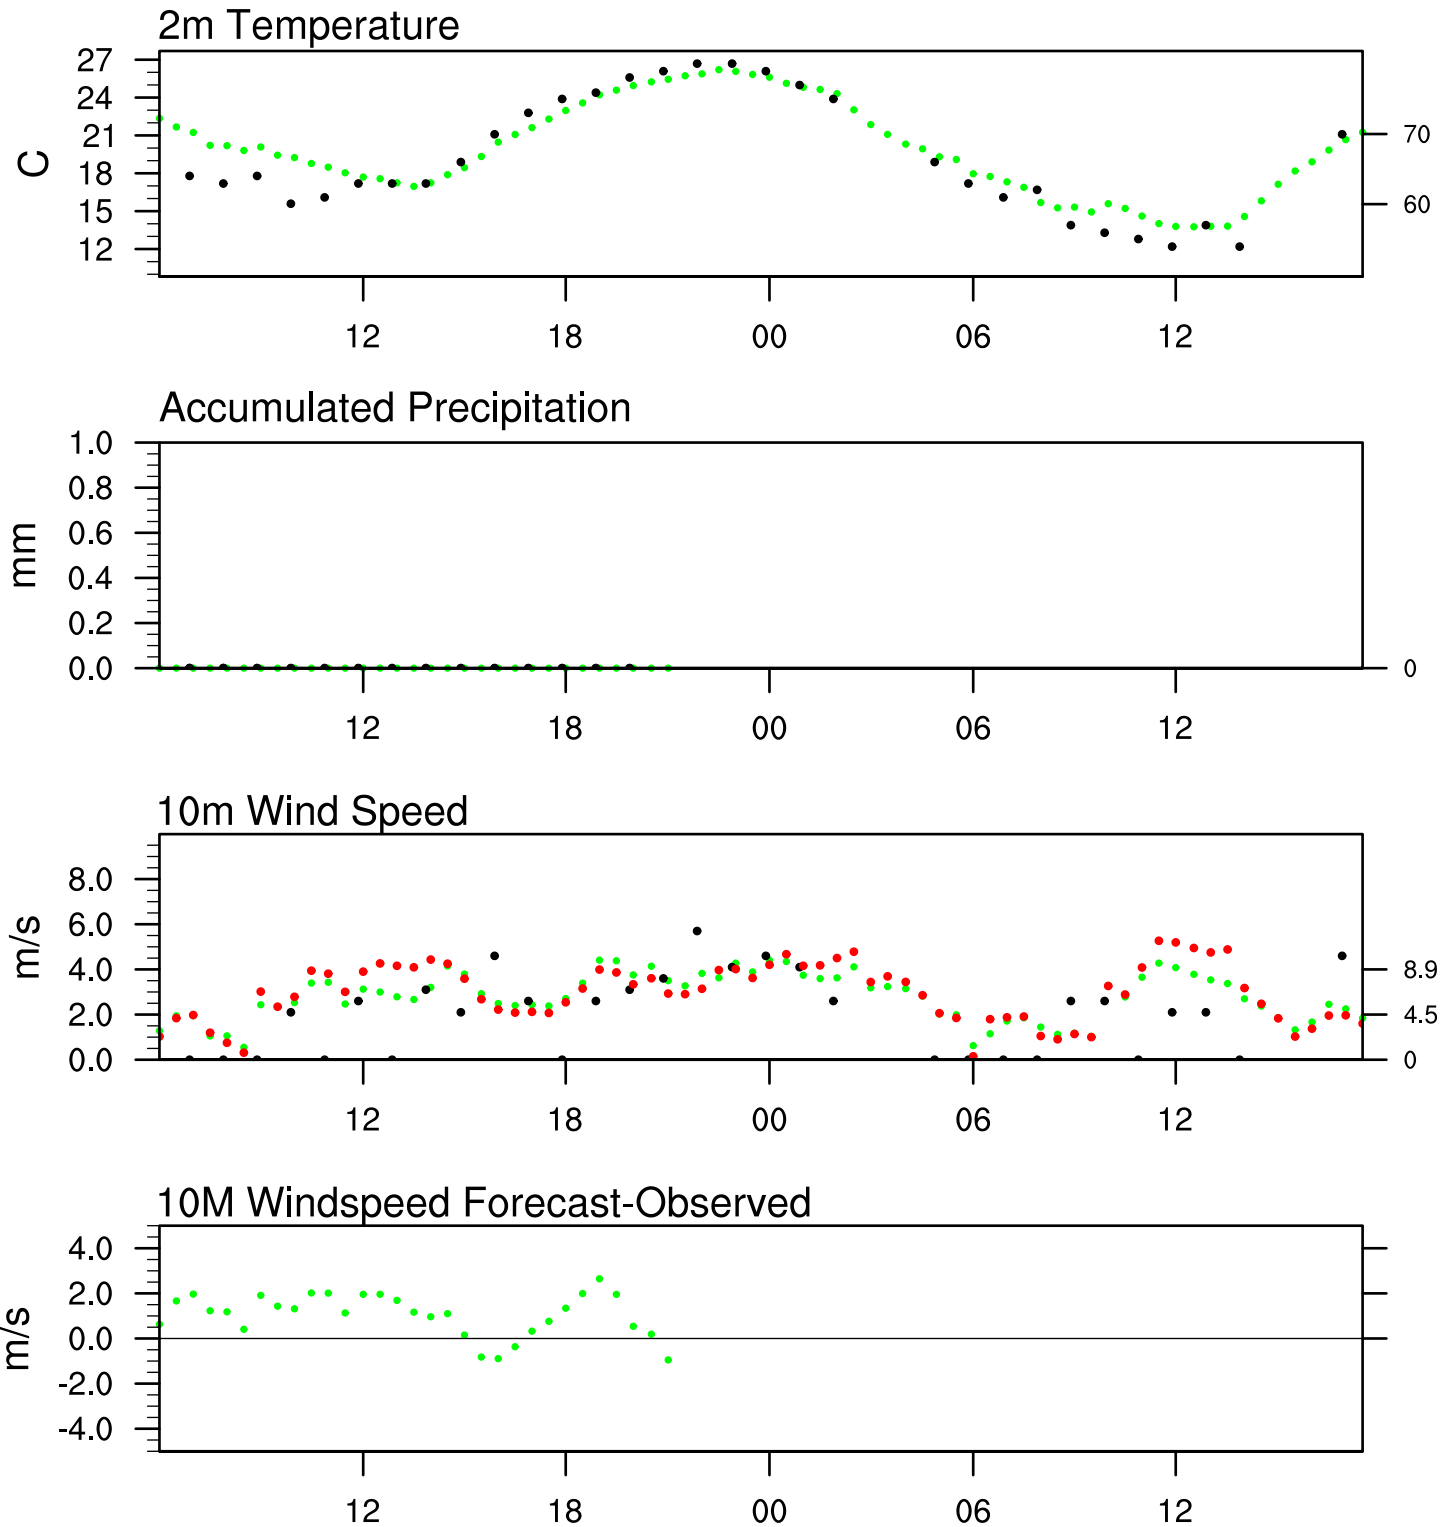 2m Temperature
27
24
21
18
15
12
C
70
60
12 18 00 06 12
Accumulated Precipitation
1.0
0.8
0.6
0.4
0.2
0.0
mm
0
12 18 00 06 12
10m Wind Speed
8.0
6.0
4.0
2.0
0.0
m/s
8.9
4.5
0
12 18 00 06 12
10M Windspeed Forecast-Observed
4.0
2.0
0.0
-2.0
-4.0
m/s
12 18 00 06 12